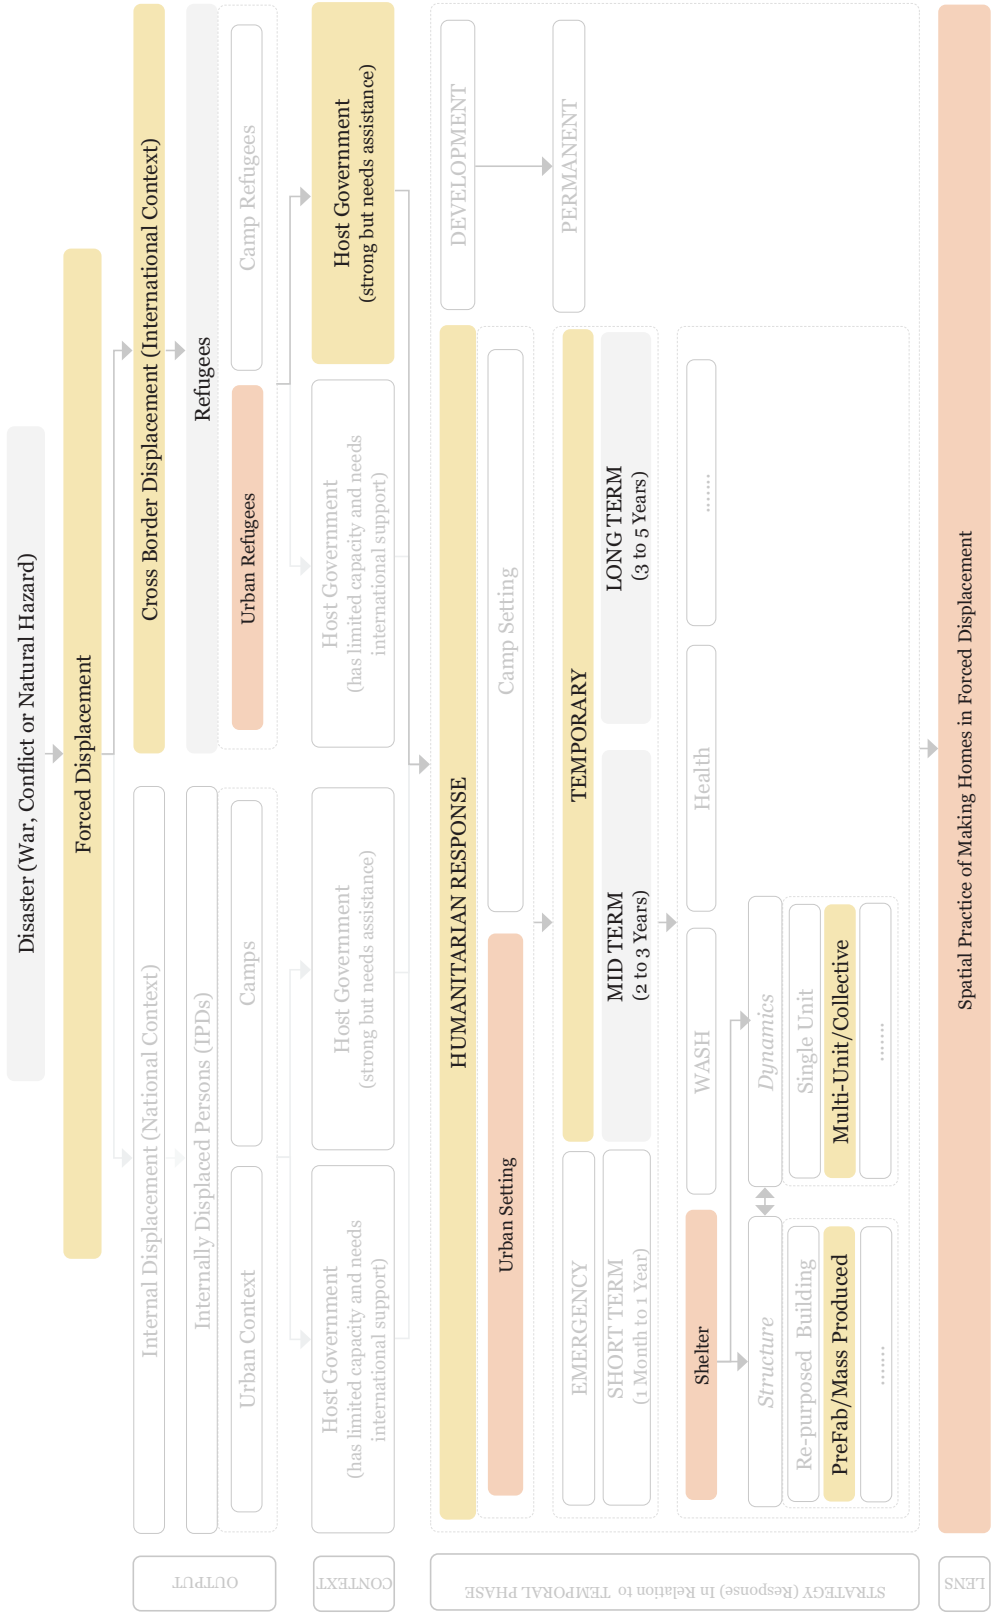 Disaster (War, Conflict or Natural Hazard)
Forced Displacement
OUTPUT
Internal Displacement (National Context)
Cross Border Displacement (International Context)
Internally Displaced Persons (IPDs)
Refugees
Urban Context
Camps
Urban Refugees
Camp Refugees
CONTEXT
Host Government
(has limited capacity and needs
international support)
Host Government
(strong but needs assistance)
Host Government
(has limited capacity and needs
international support)
Host Government
(strong but needs assistance)
STRATEGY (Response) In Relation to TEMPORAL PHASE
HUMANITARIAN RESPONSE
DEVELOPMENT
Urban Setting
Camp Setting
EMERGENCY
TEMPORARY
PERMANENT
SHORT TERM
(1 Month to 1 Year)
MID TERM
(2 to 3 Years)
LONG TERM
(3 to 5 Years)
Shelter
WASH
Health
.......
Structure
Dynamics
Re-purposed Building
Single Unit
PreFab/Mass Produced
Multi-Unit/Collective
.......
.......
LENS
Spatial Practice of Making Homes in Forced Displacement